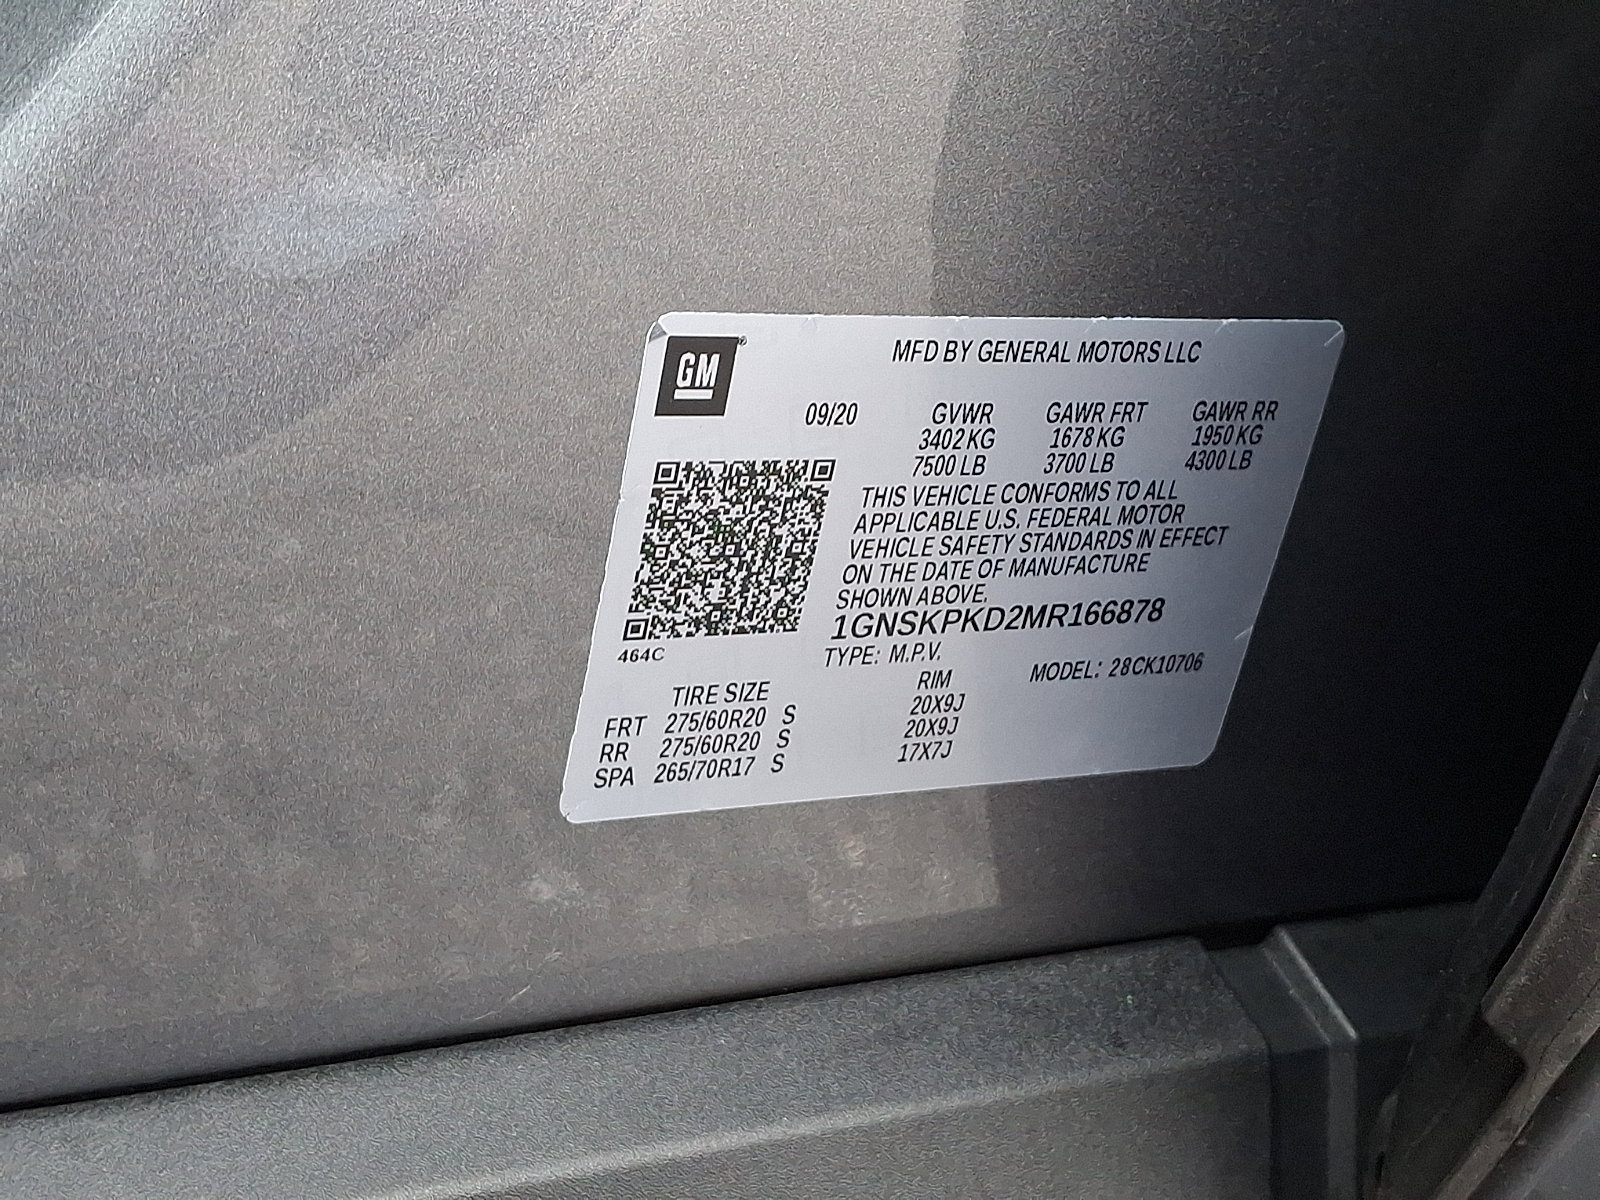 GM
MFD BY GENERAL MOTORS LLC
09/20 GVWR GAWR FRT GAWR RR
3402 KG 1678 KG 1950 KG
7500 LB 3700 LB 4300 LB
THIS VEHICLE CONFORMS TO ALL
APPLICABLE U.S. FEDERAL MOTOR
VEHICLE SAFETY STANDARDS IN EFFECT
ON THE DATE OF MANUFACTURE
SHOWN ABOVE.
1GNSKPKD2MR166878
464C
TYPE: M.P.V. MODEL: 28CK10706
TIRE SIZE RIM
FRT 275/60R20 S 20X9J
RR 275/60R20 S 20X9J
SPA 265/70R17 S 17X7J